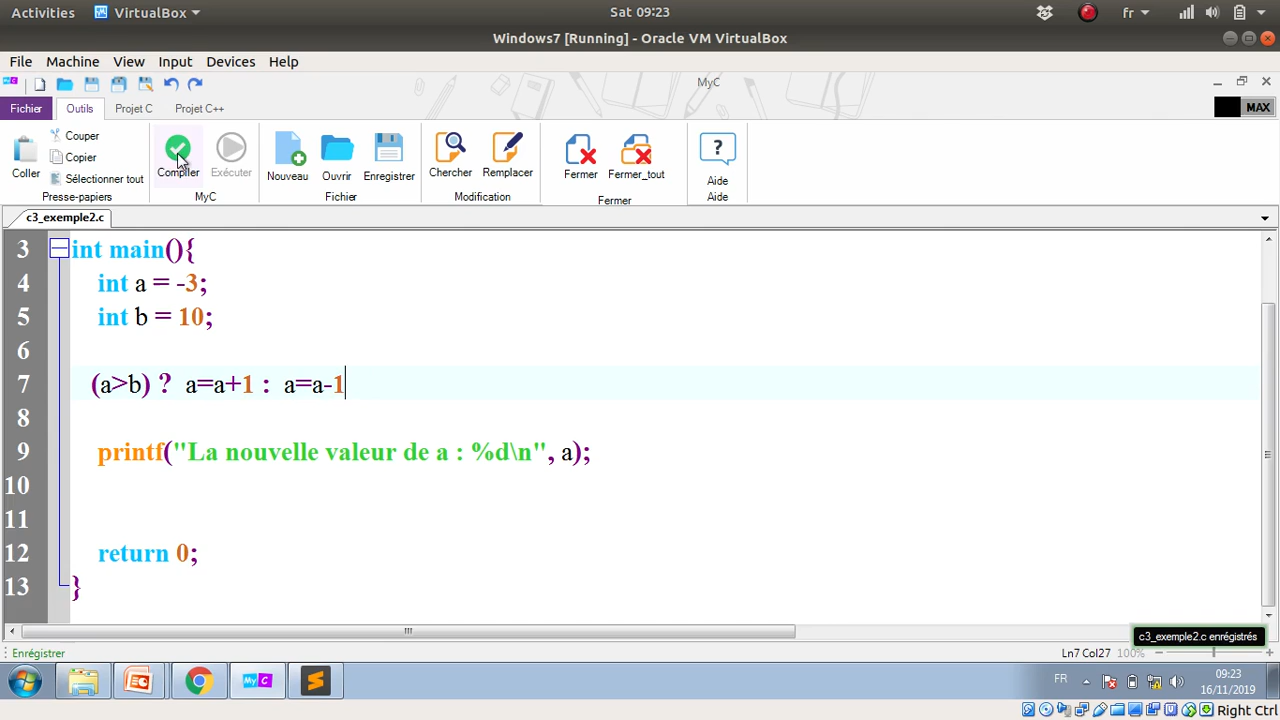 Activities VirtualBox Sat 09:23 fr
Windows7 [Running] - Oracle VM VirtualBox
File Machine View Input Devices Help
MyC
Fichier Outils Projet C Projet C++ MAX
Coller
Couper
Copier
Sélectionner tout
Presse-papiers
Compiler Exécuter
MyC
Nouveau Ouvrir Enregistrer
Fichier
Chercher Remplacer
Modification
Fermer Fermer_tout
Fermer
Aide
Aide
c3_exemple2.c
3 int main(){
4 int a = -3;
5 int b = 10;
6
7 (a>b) ? a=a+1 : a=a-1
8
9 printf("La nouvelle valeur de a : %d\n", a);
10
11
12 return 0;
13 }
c3_exemple2.c enrégistrés
Enregistrer Ln7 Col27 100%
My C FR 09:23
16/11/2019
Right Ctrl